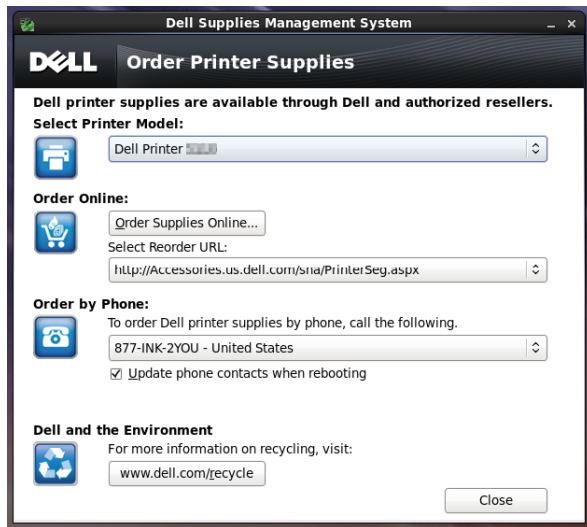 Dell Supplies Management System
DELL Order Printer Supplies
Dell printer supplies are available through Dell and authorized resellers.
Select Printer Model:
Dell Printer
Order Online:
Order Supplies Online...
Select Reorder URL:
http://Accessories.us.dell.com/sna/PrinterSeg.aspx
Order by Phone:
To order Dell printer supplies by phone, call the following.
877-INK-2YOU - United States
Update phone contacts when rebooting
Dell and the Environment
For more information on recycling, visit:
www.dell.com/recycle
Close